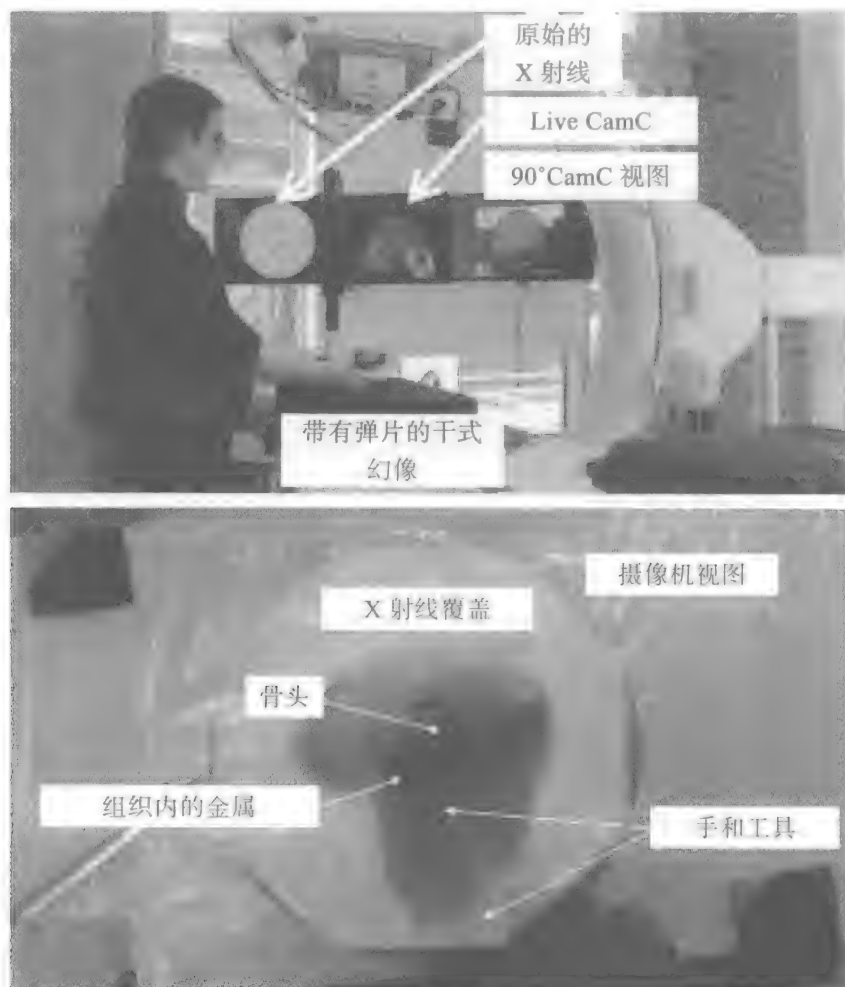 原始的
X 射线
Live CamC
90°CamC 视图
带有弹片的干式
幻像
摄像机视图
X 射线覆盖
骨头
组织内的金属
手和工具